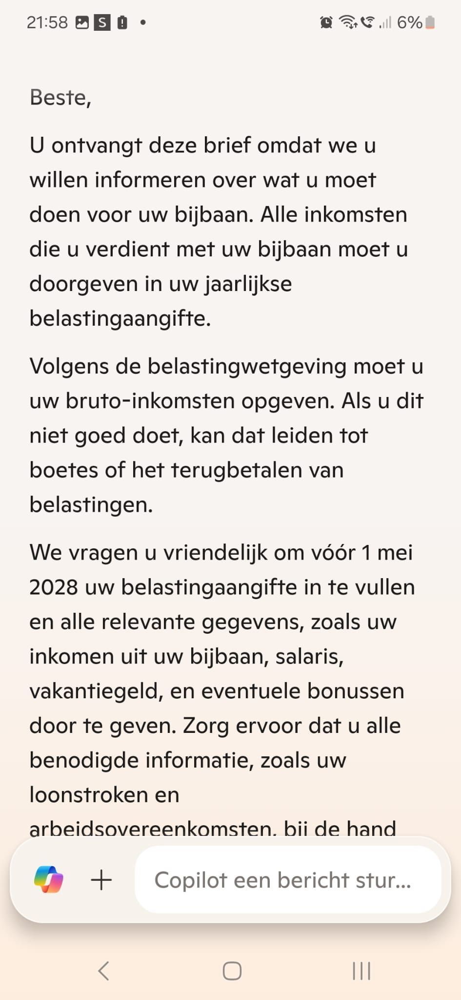 21:58 S 6%
Beste,
U ontvangt deze brief omdat we u
willen informeren over wat u moet
doen voor uw bijbaan. Alle inkomsten
die u verdient met uw bijbaan moet u
doorgeven in uw jaarlijkse
belastingaangifte.
Volgens de belastingwetgeving moet u
uw bruto-inkomsten opgeven. Als u dit
niet goed doet, kan dat leiden tot
boetes of het terugbetalen van
belastingen.
We vragen u vriendelijk om vóór 1 mei
2028 uw belastingaangifte in te vullen
en alle relevante gegevens, zoals uw
inkomen uit uw bijbaan, salaris,
vakantiegeld, en eventuele bonussen
door te geven. Zorg ervoor dat u alle
benodigde informatie, zoals uw
loonstroken en
arbeidsovereenkomsten, bij de hand
Copilot een bericht stur...